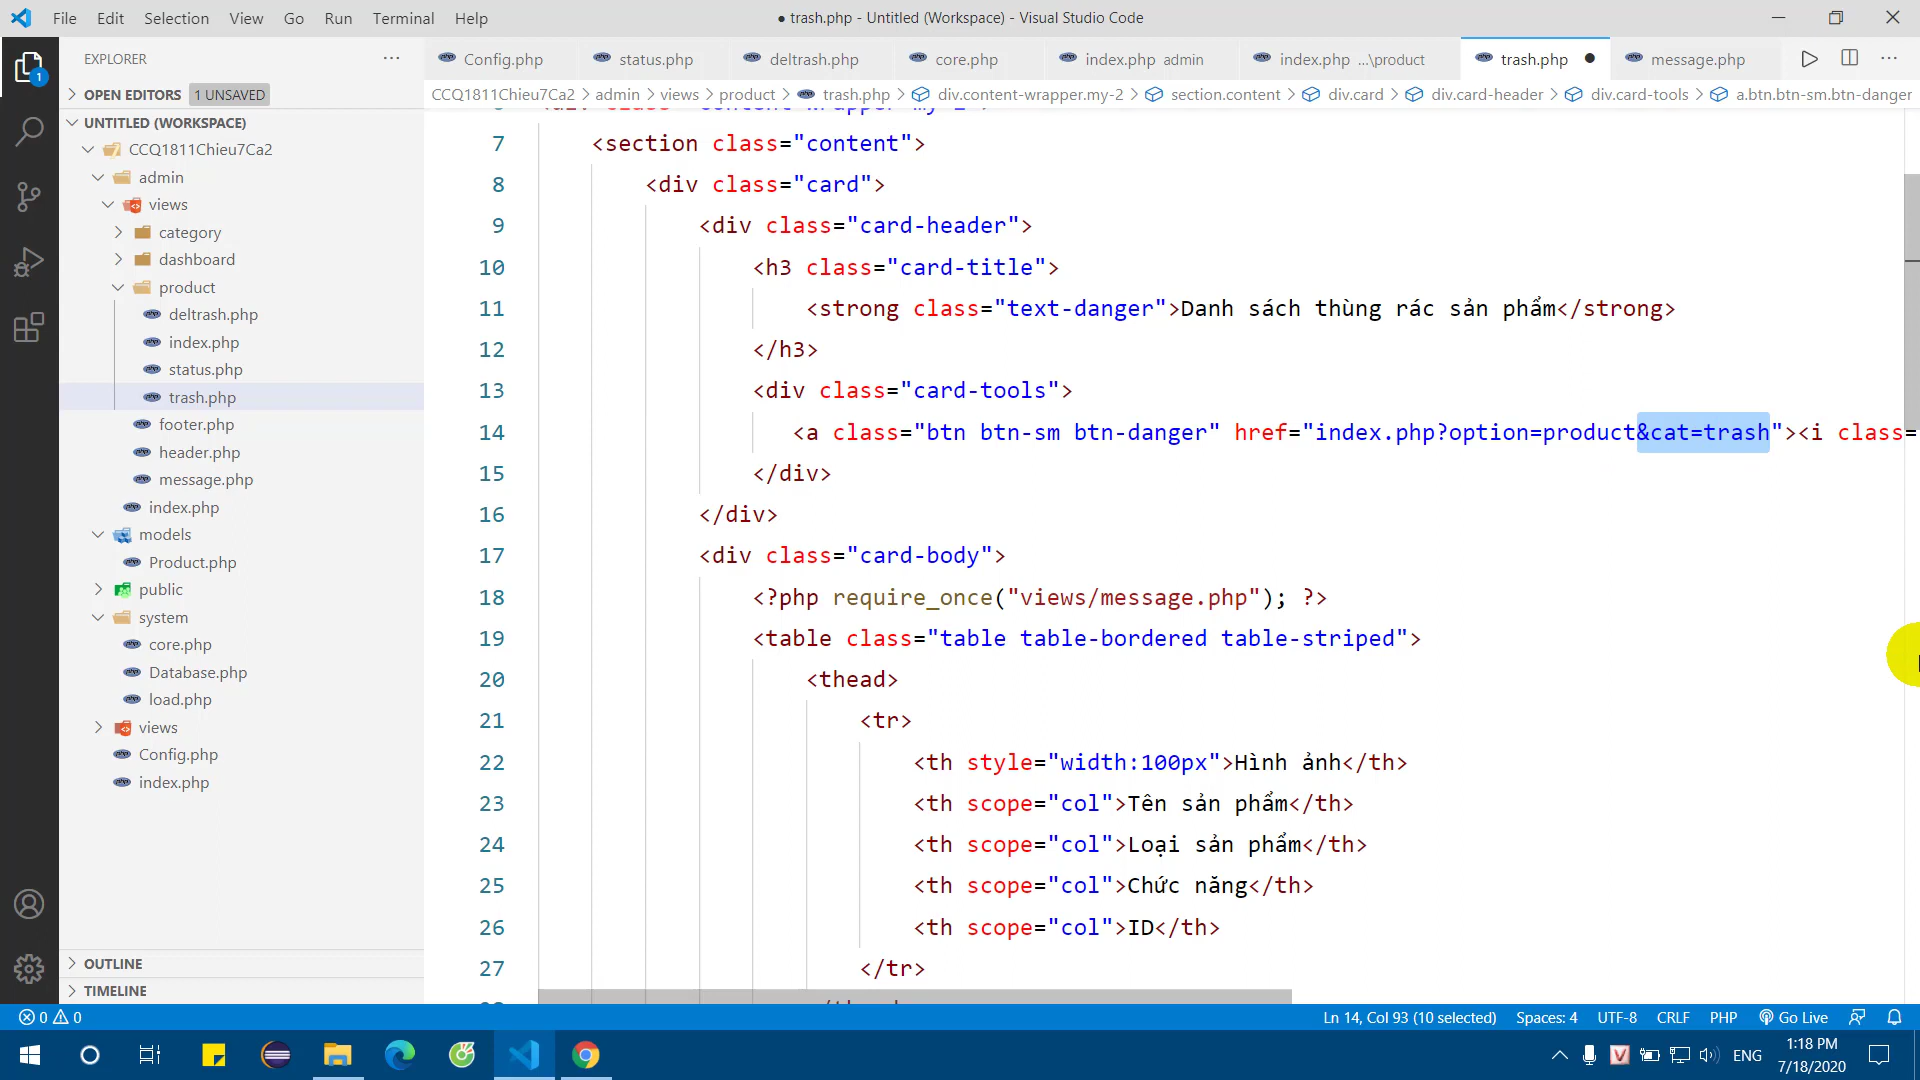 File Edit Selection View Go Run Terminal Help
● trash.php - Untitled (Workspace) - Visual Studio Code
EXPLORER
Config.php
status.php
deltrash.php
core.php
index.php admin
index.php ...\product
trash.php ●
message.php
OPEN EDITORS 1 UNSAVED
CCQ1811Chieu7Ca2 > admin > views > product > trash.php > div.content-wrapper.my-2 > section.content > div.card > div.card-header > div.card-tools > a.btn.btn-sm.btn-danger
UNTITLED (WORKSPACE)
CCQ1811Chieu7Ca2
admin
views
category
dashboard
product
deltrash.php
index.php
status.php
trash.php
footer.php
header.php
message.php
index.php
models
Product.php
public
system
core.php
Database.php
load.php
views
Config.php
index.php
OUTLINE
TIMELINE
1
7 <section class="content">
8 <div class="card">
9 <div class="card-header">
10 <h3 class="card-title">
11 <strong class="text-danger">Danh sách thùng rác sản phẩm</strong>
12 </h3>
13 <div class="card-tools">
14 <a class="btn btn-sm btn-danger" href="index.php?option=product&cat=trash"><i class=
15 </div>
16 </div>
17 <div class="card-body">
18 <?php require_once("views/message.php"); ?>
19 <table class="table table-bordered table-striped">
20 <thead>
21 <tr>
22 <th style="width:100px">Hình ảnh</th>
23 <th scope="col">Tên sản phẩm</th>
24 <th scope="col">Loại sản phẩm</th>
25 <th scope="col">Chức năng</th>
26 <th scope="col">ID</th>
27 </tr>
0 0
Ln 14, Col 93 (10 selected) Spaces: 4 UTF-8 CRLF PHP Go Live
V
ENG
1:18 PM
7/18/2020